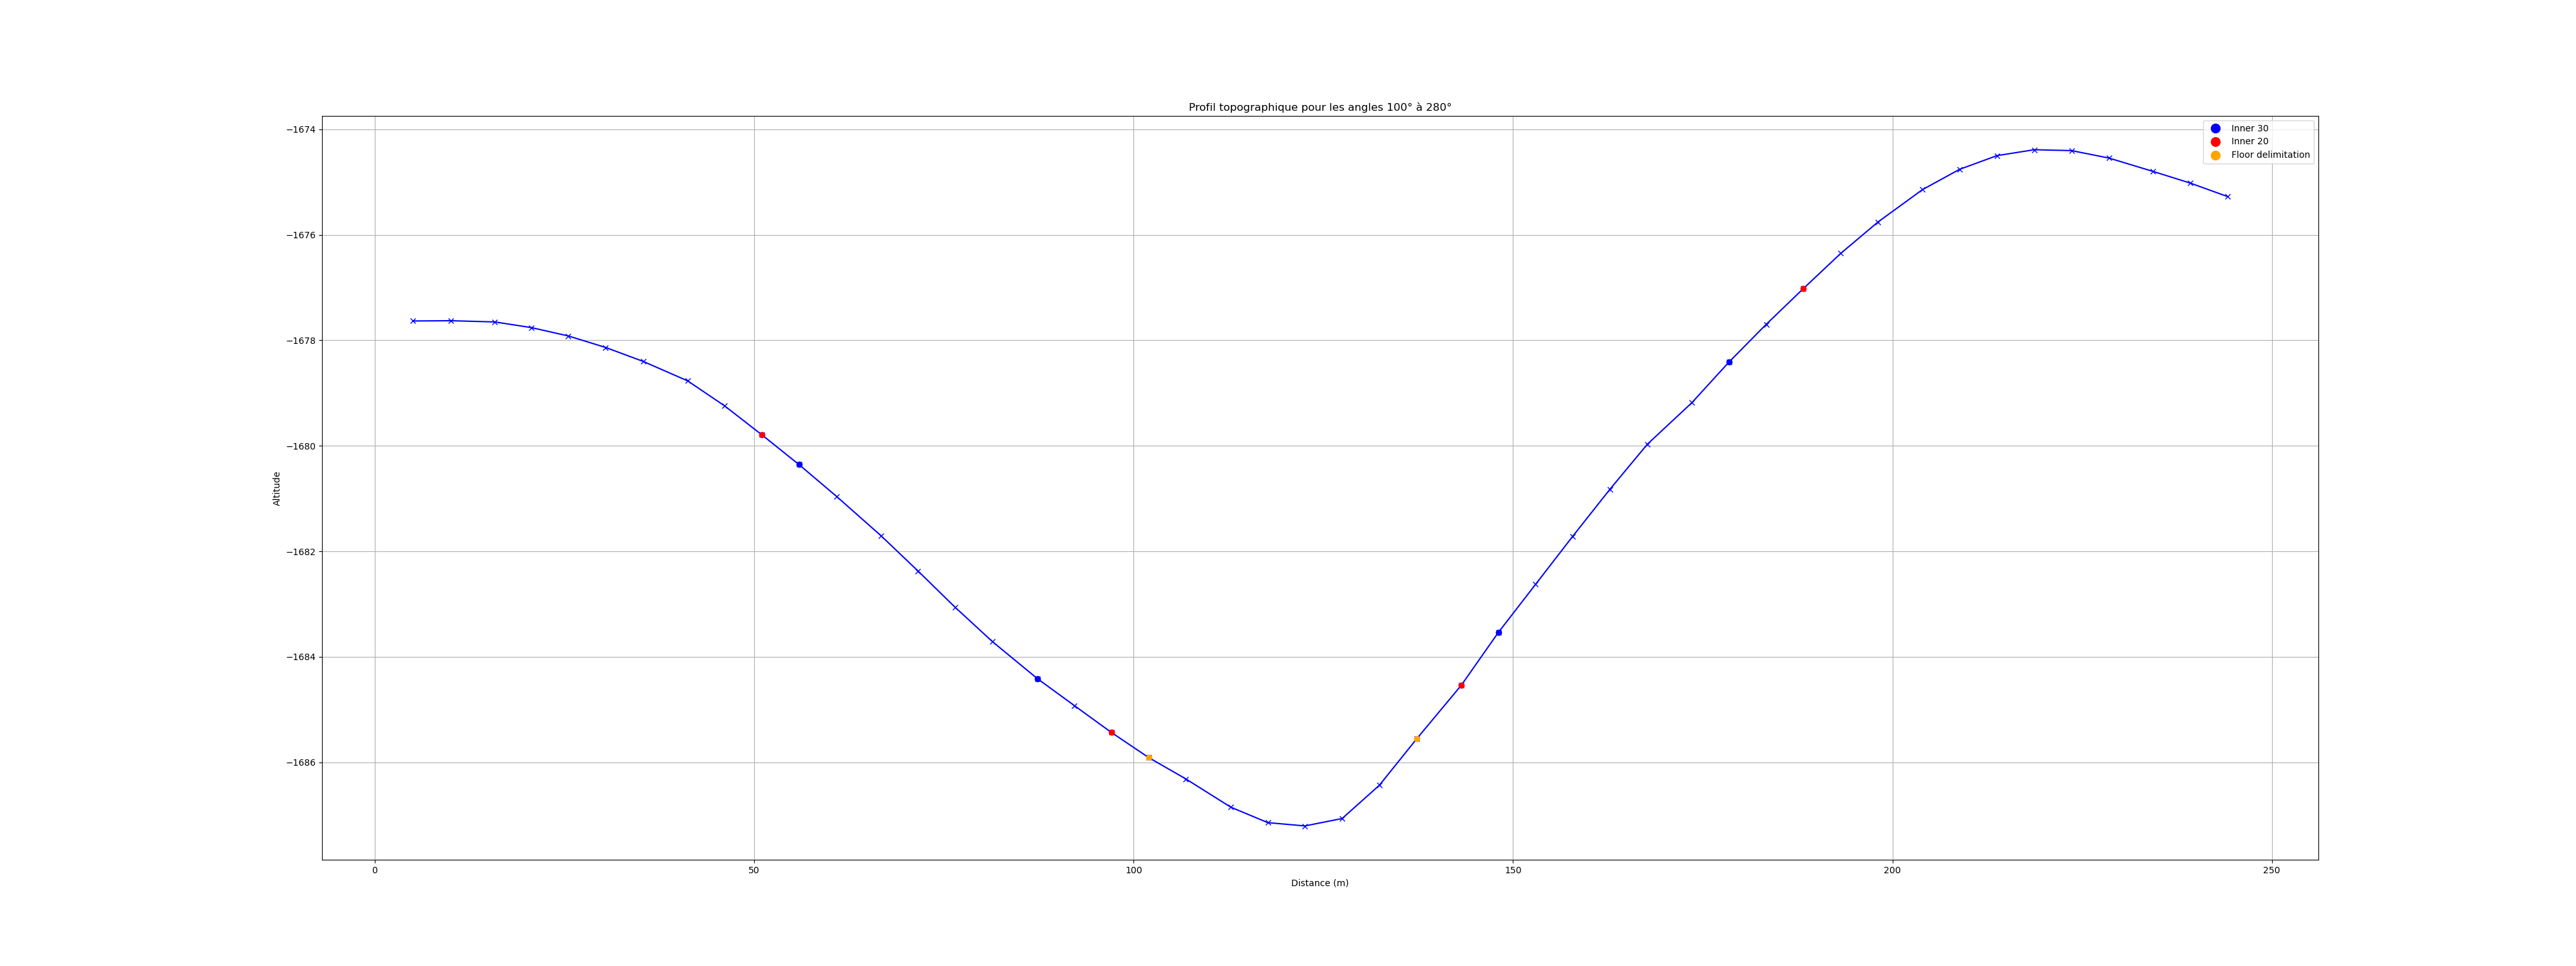 Profil topographique pour les angles 100° à 280°
Inner 30
Inner 20
Floor delimitation
Altitude
−1674
−1676
−1678
−1680
−1682
−1684
−1686
0 50 100 150 200 250
Distance (m)